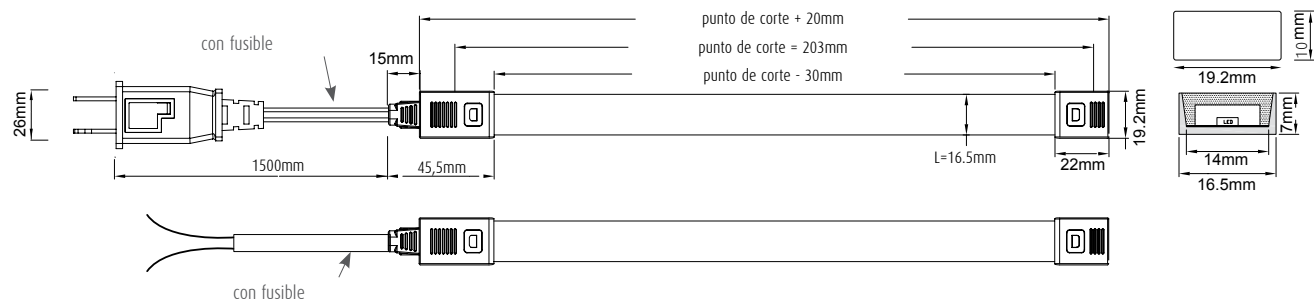 punto de corte + 20mm
con fusible
punto de corte = 203mm
15mm
punto de corte - 30mm
10mm
19.2mm
26mm
19.2mm
LED
7mm
14mm
16.5mm
L=16.5mm
1500mm
45,5mm
22mm
con fusible